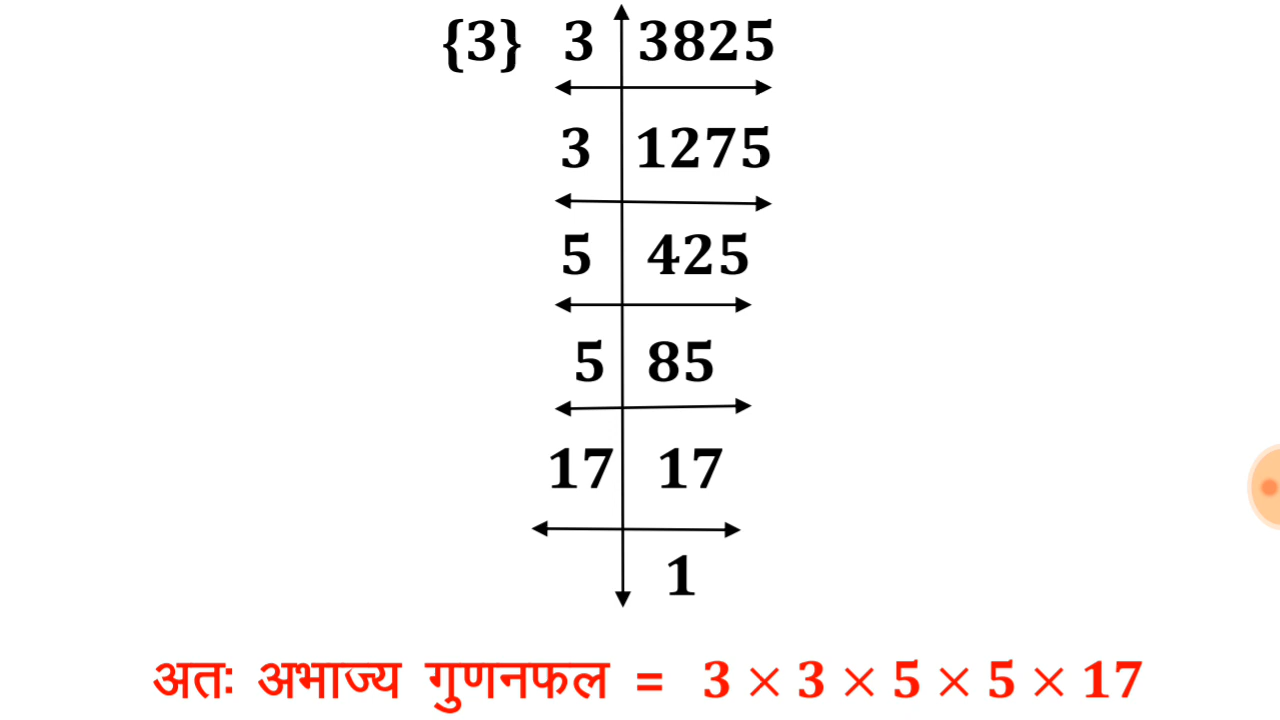 {3} 3 3825
3 1275
5 425
5 85
17 17
1
अतः अभाज्य गुणनफल = 3 × 3 × 5 × 5 × 17